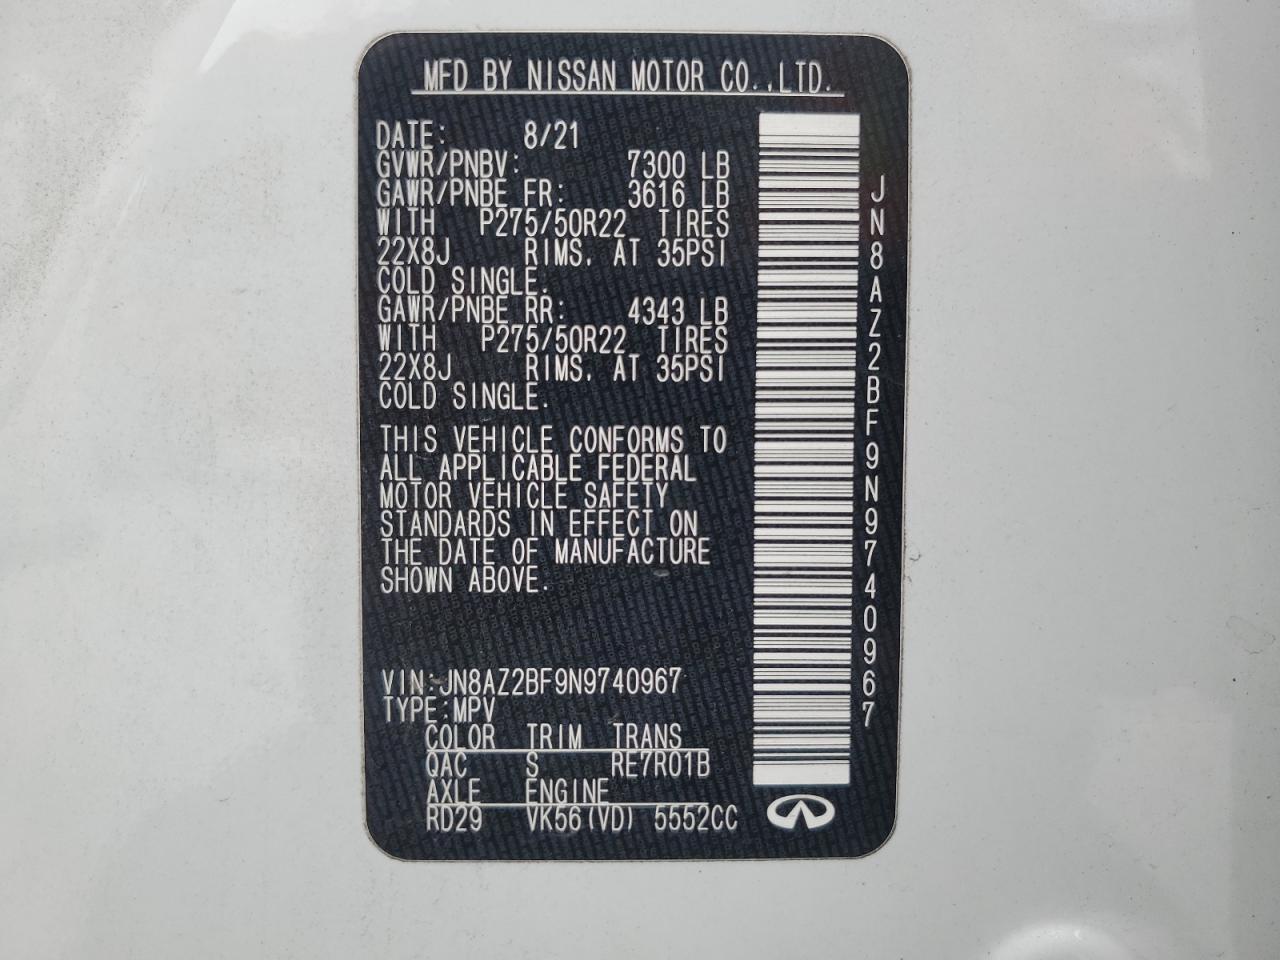 MFD BY NISSAN MOTOR CO.,LTD.
DATE: 8/21
GVWR/PNBV: 7300 LB
GAWR/PNBE FR: 3616 LB
WITH P275/50R22 TIRES
22X8J RIMS. AT 35PSI
COLD SINGLE.
GAWR/PNBE RR: 4343 LB
WITH P275/50R22 TIRES
22X8J RIMS. AT 35PSI
COLD SINGLE.
THIS VEHICLE CONFORMS TO
ALL APPLICABLE FEDERAL
MOTOR VEHICLE SAFETY
STANDARDS IN EFFECT ON
THE DATE OF MANUFACTURE
SHOWN ABOVE.
VIN:JN8AZ2BF9N9740967
TYPE:MPV
COLOR TRIM TRANS
QAC S RE7R01B
AXLE ENGINE
RD29 VK56(VD) 5552CC
JN8AZ2BF9N9740967